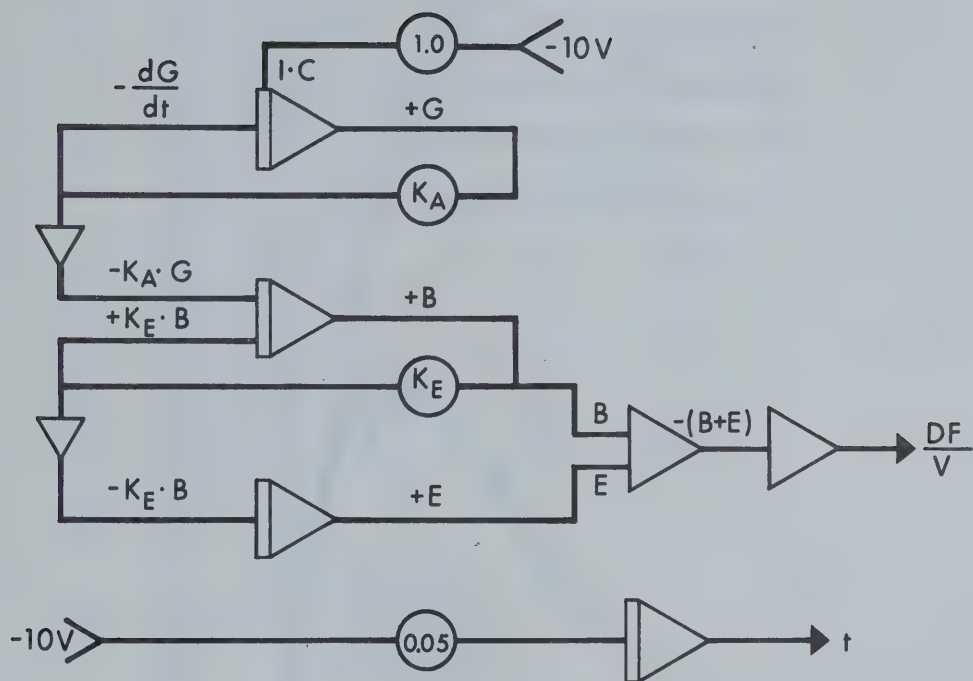 1.0
-10V
I·C
- dG
dt
+G
K_A
-K_A·G
+K_E·B
+B
K_E
B
-(B+E)
DF
V
E
-K_E·B
+E
-10V
0.05
t